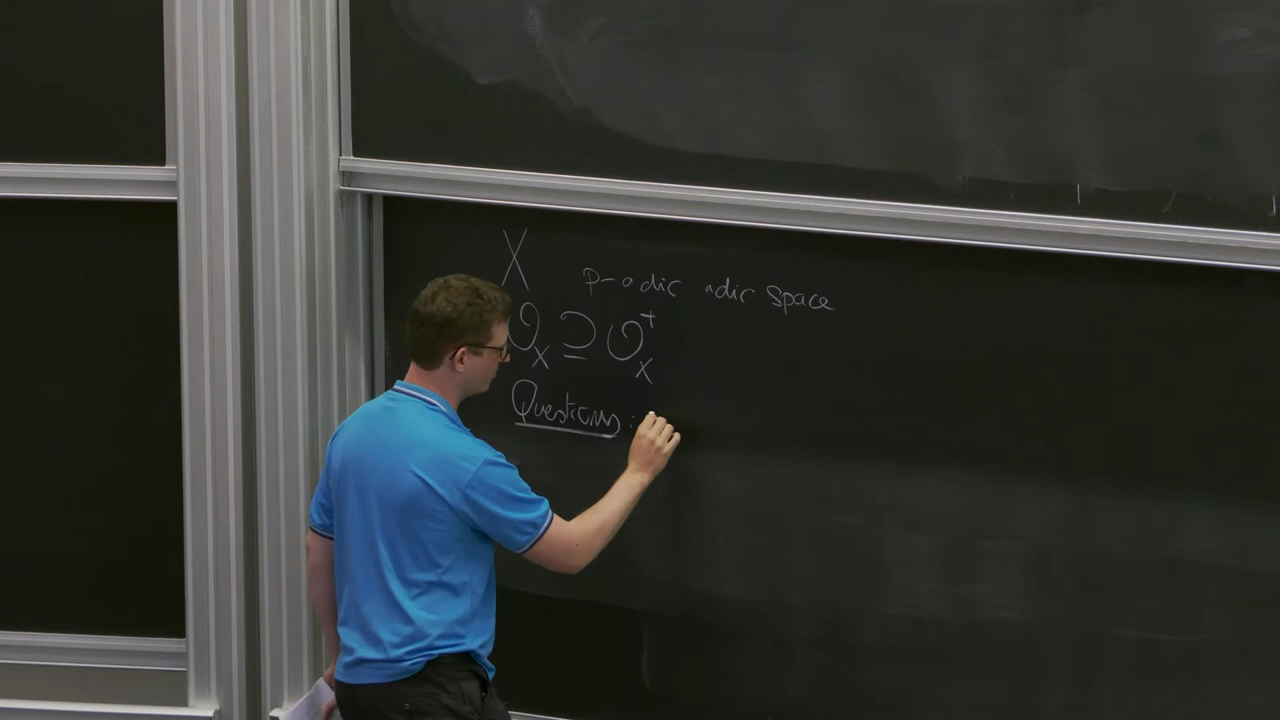 X p-adic adic space
O_X ⊇ O_X^+
Questions: